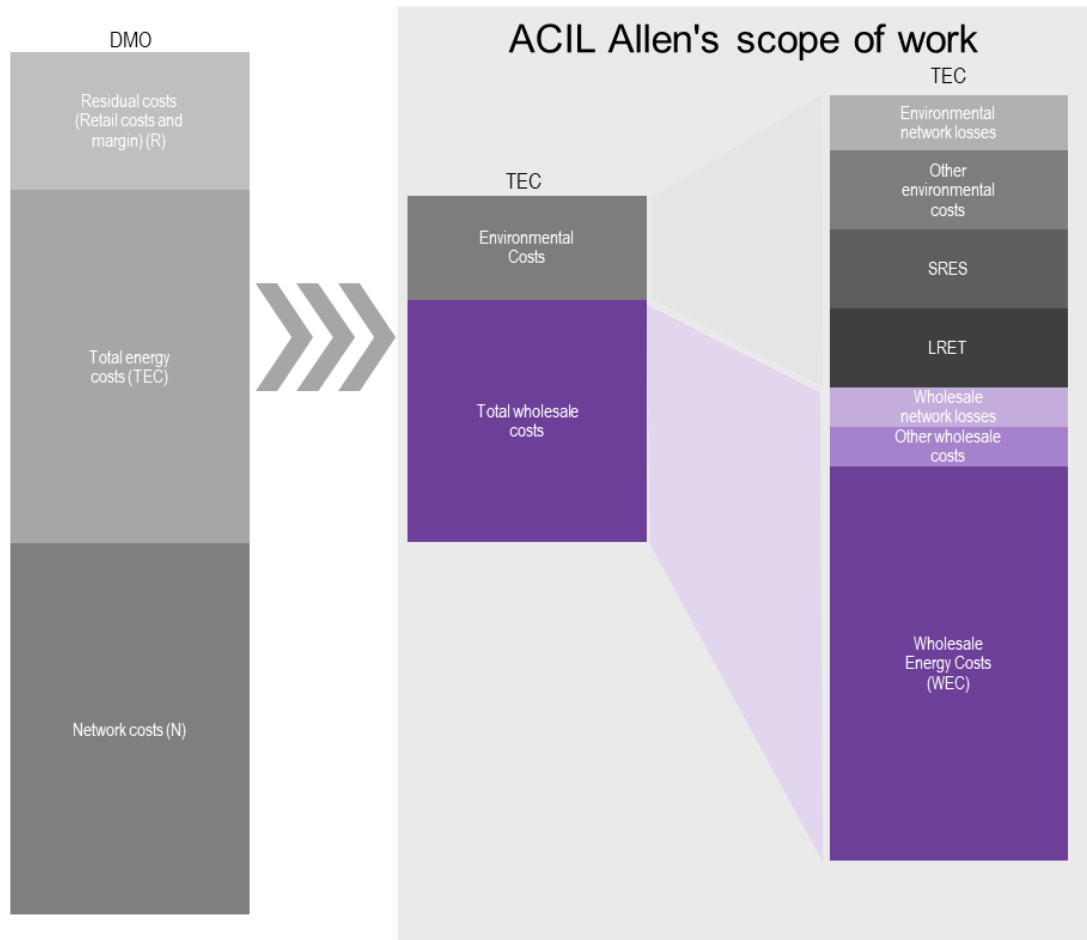 DMO
Residual costs
(Retail costs and
margin) (R)
Total energy
costs (TEC)
Network costs (N)
ACIL Allen's scope of work
TEC
Environmental
Costs
Total wholesale
costs
TEC
Environmental
network losses
Other
environmental
costs
SRES
LRET
Wholesale
network losses
Other wholesale
costs
Wholesale
Energy Costs
(WEC)